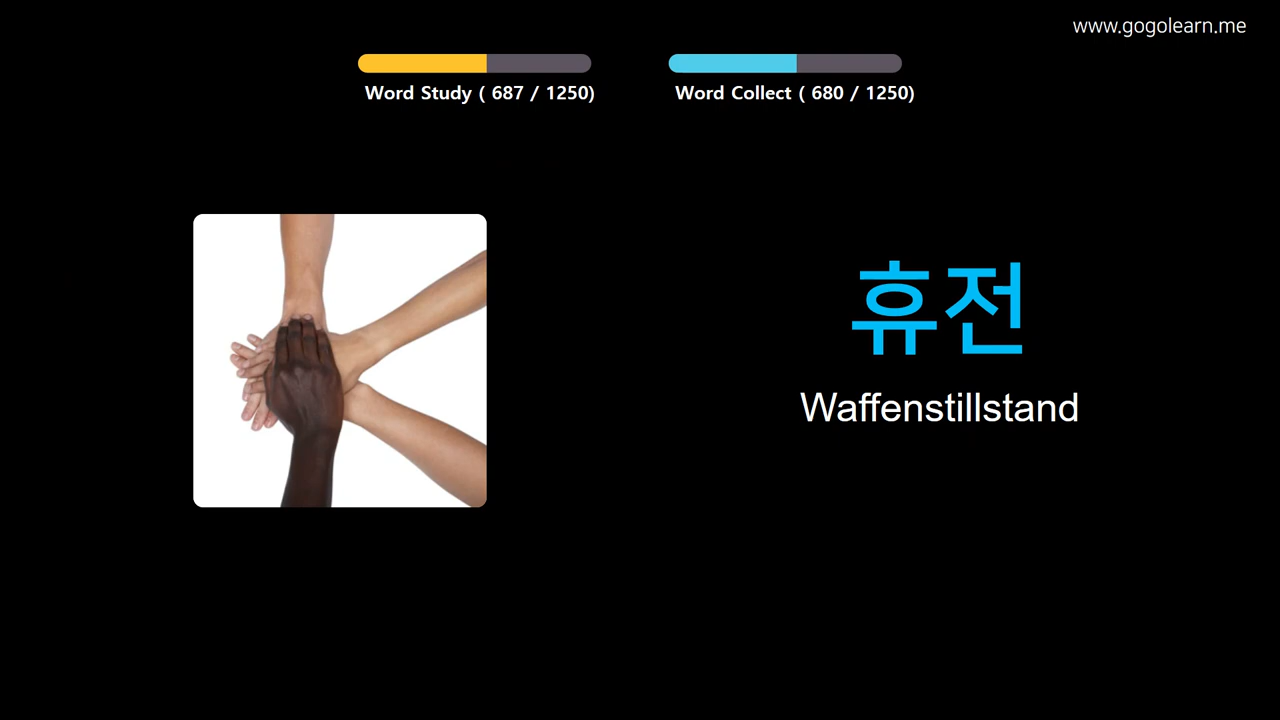 www.gogolearn.me
Word Study ( 687 / 1250)
Word Collect ( 680 / 1250)
휴전
Waffenstillstand